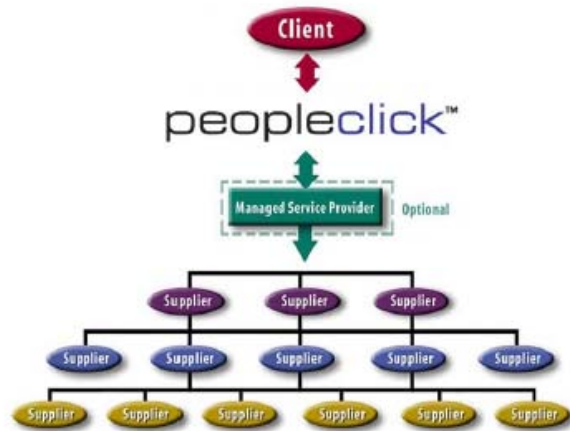 Client
peopleclick™
Managed Service Provider Optional
Supplier Supplier Supplier
Supplier Supplier Supplier Supplier Supplier
Supplier Supplier Supplier Supplier Supplier Supplier